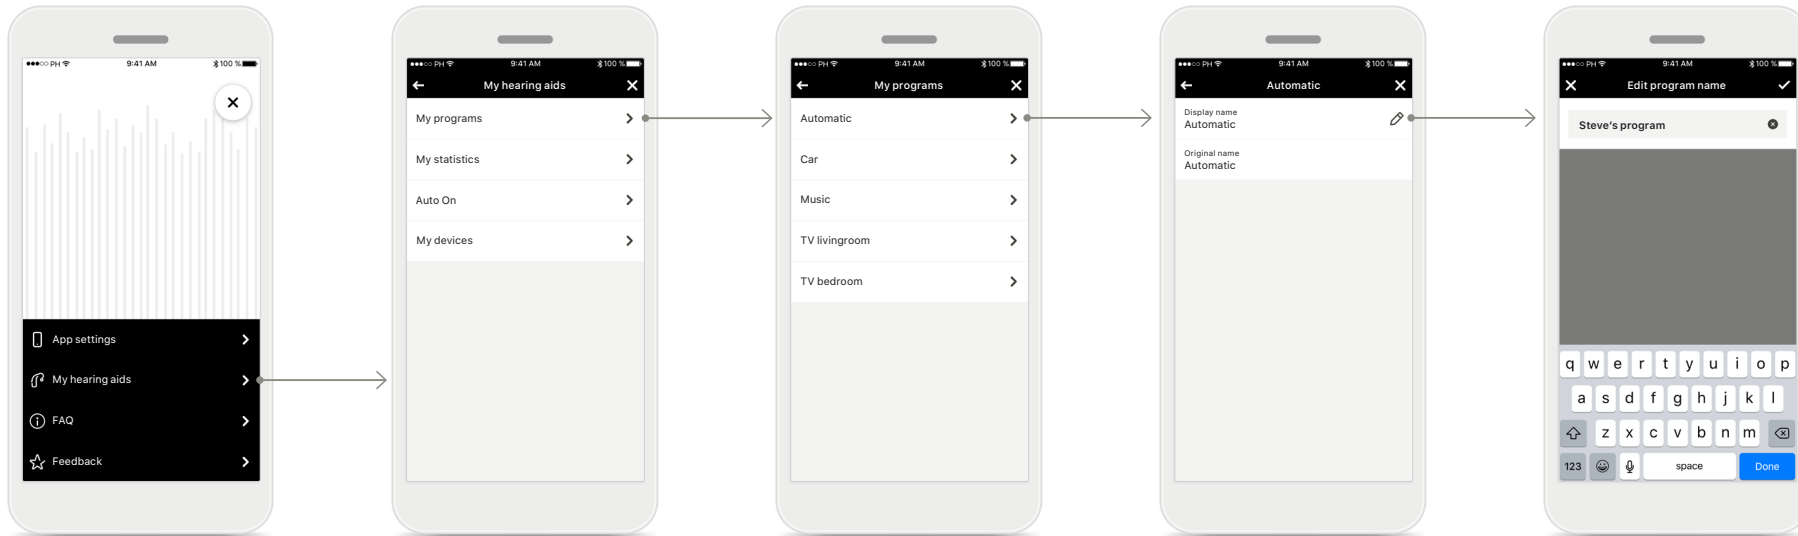 PH 9:41 AM 100 %
App settings
My hearing aids
FAQ
Feedback
PH 9:41 AM 100 %
My hearing aids
My programs
My statistics
Auto On
My devices
PH 9:41 AM 100 %
My programs
Automatic
Car
Music
TV livingroom
TV bedroom
PH 9:41 AM 100 %
Automatic
Display name
Automatic
Original name
Automatic
PH 9:41 AM 100 %
Edit program name
Steve's program
q w e r t y u i o p
a s d f g h j k l
z x c v b n m
123 space Done